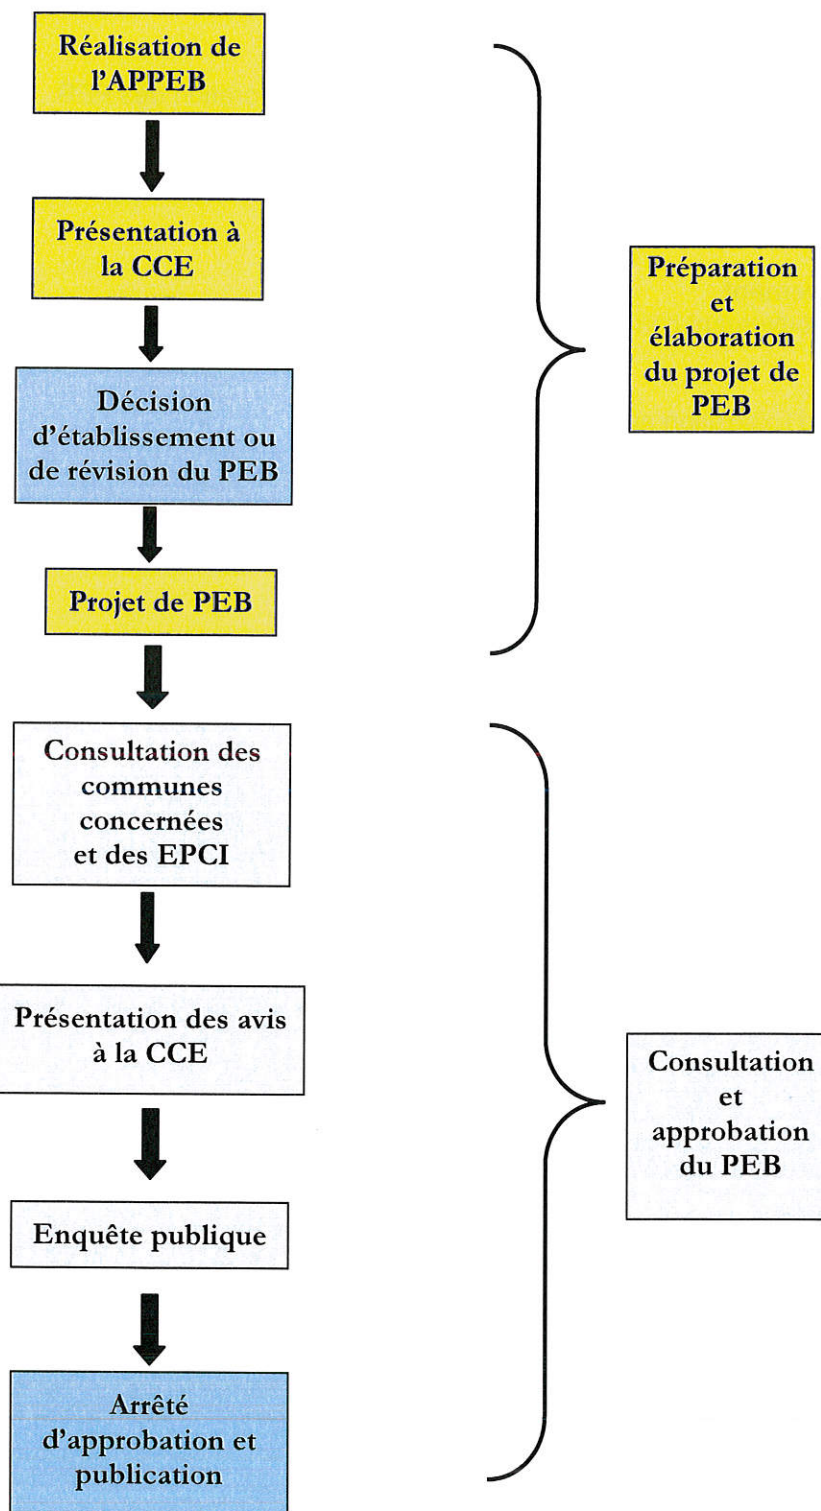 Réalisation de
l'APPEB
Présentation à
la CCE
Décision
d'établissement ou
de révision du PEB
Projet de PEB
Préparation
et
élaboration
du projet de
PEB
Consultation des
communes
concernées
et des EPCI
Présentation des avis
à la CCE
Enquête publique
Arrêté
d'approbation et
publication
Consultation
et
approbation
du PEB